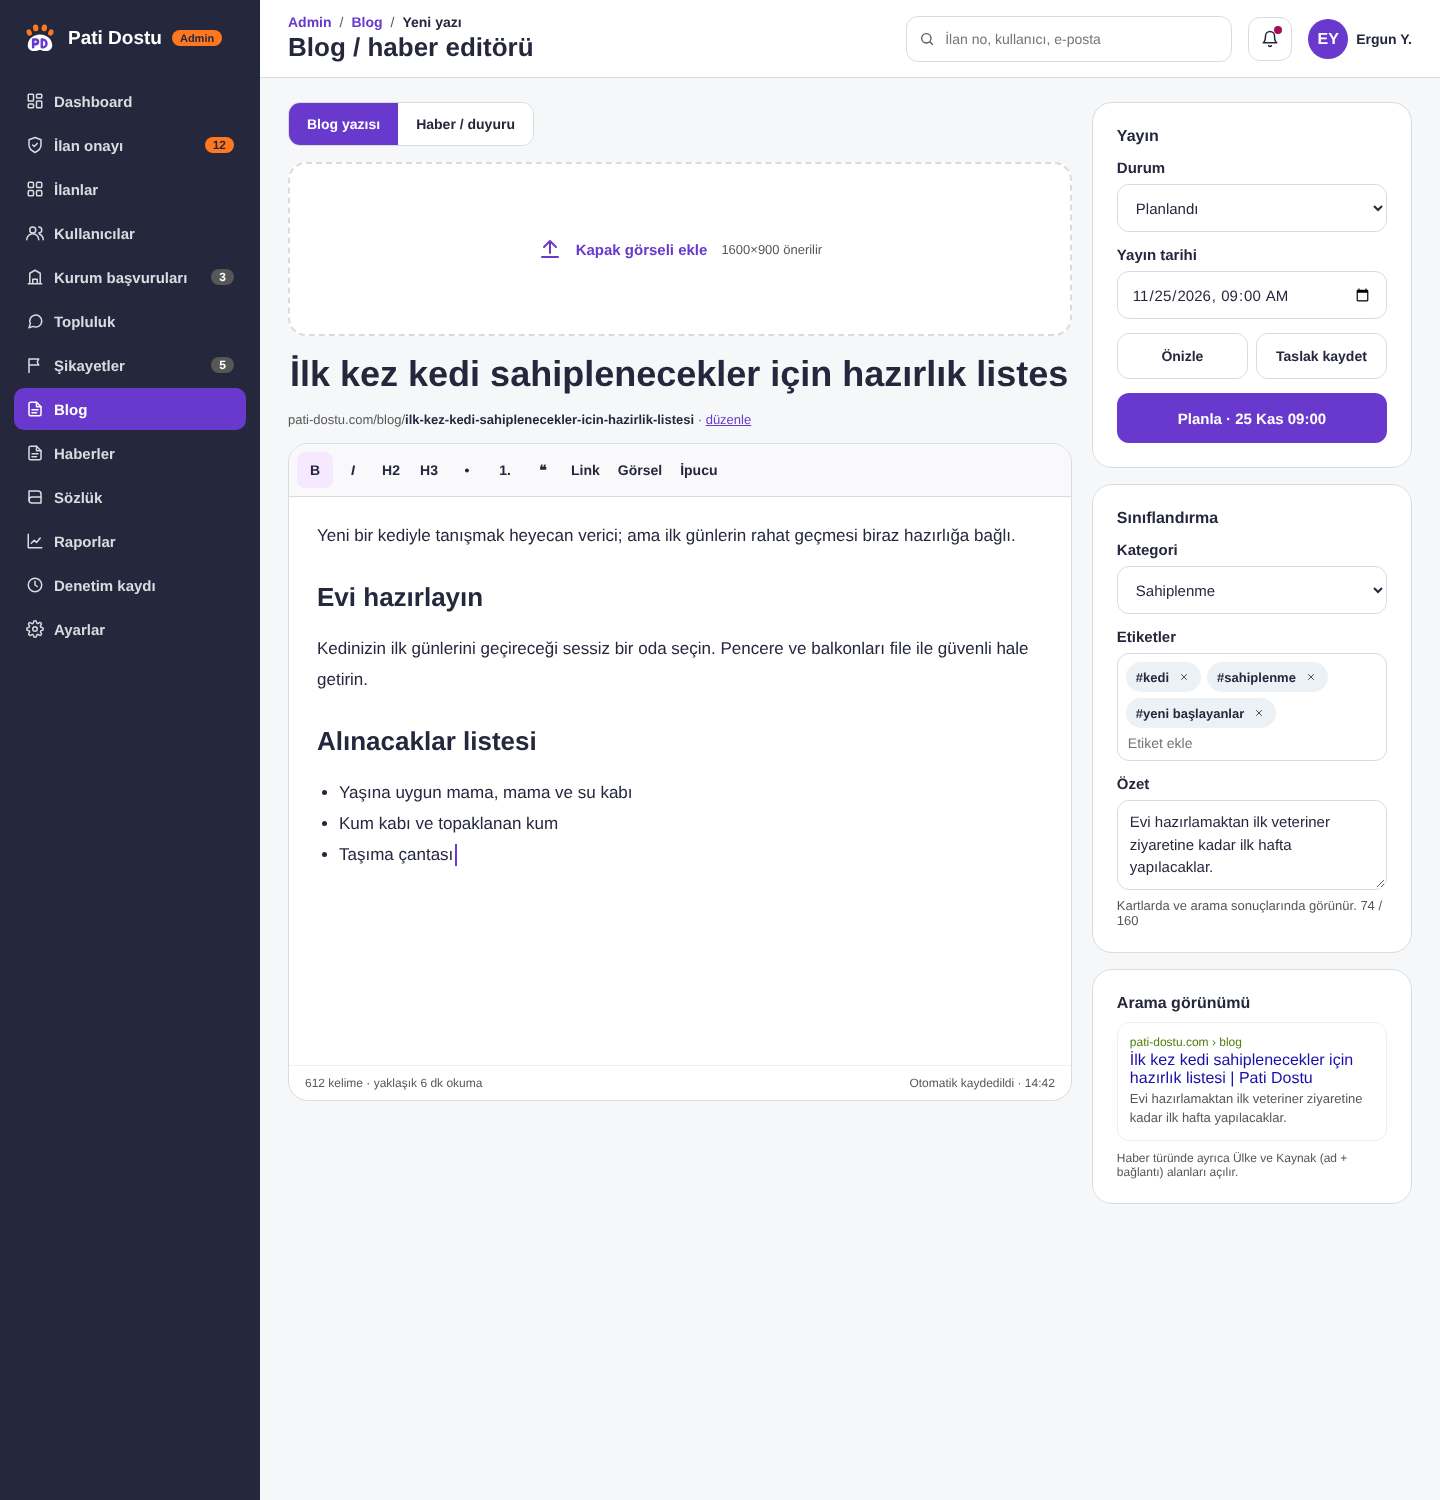 Pati Dostu Admin
Dashboard
İlan onayı 12
İlanlar
Kullanıcılar
Kurum başvuruları 3
Topluluk
Şikayetler 5
Blog
Haberler
Sözlük
Raporlar
Denetim kaydı
Ayarlar
Admin / Blog / Yeni yazı
Blog / haber editörü
İlan no, kullanıcı, e-posta
EY Ergun Y.
Blog yazısı Haber / duyuru
Kapak görseli ekle 1600×900 önerilir
İlk kez kedi sahiplenecekler için hazırlık listes
pati-dostu.com/blog/ilk-kez-kedi-sahiplenecekler-icin-hazirlik-listesi · düzenle
B I H2 H3 • 1. ❝ Link Görsel İpucu
Yeni bir kediyle tanışmak heyecan verici; ama ilk günlerin rahat geçmesi biraz hazırlığa bağlı.
Evi hazırlayın
Kedinizin ilk günlerini geçireceği sessiz bir oda seçin. Pencere ve balkonları file ile güvenli hale
getirin.
Alınacaklar listesi
• Yaşına uygun mama, mama ve su kabı
• Kum kabı ve topaklanan kum
• Taşıma çantası
612 kelime · yaklaşık 6 dk okuma Otomatik kaydedildi · 14:42
Yayın
Durum
Planlandı
Yayın tarihi
11/25/2026, 09:00 AM
Önizle Taslak kaydet
Planla · 25 Kas 09:00
Sınıflandırma
Kategori
Sahiplenme
Etiketler
#kedi × #sahiplenme ×
#yeni başlayanlar ×
Etiket ekle
Özet
Evi hazırlamaktan ilk veteriner
ziyaretine kadar ilk hafta
yapılacaklar.
Kartlarda ve arama sonuçlarında görünür. 74 /
160
Arama görünümü
pati-dostu.com › blog
İlk kez kedi sahiplenecekler için
hazırlık listesi | Pati Dostu
Evi hazırlamaktan ilk veteriner ziyaretine
kadar ilk hafta yapılacaklar.
Haber türünde ayrıca Ülke ve Kaynak (ad +
bağlantı) alanları açılır.